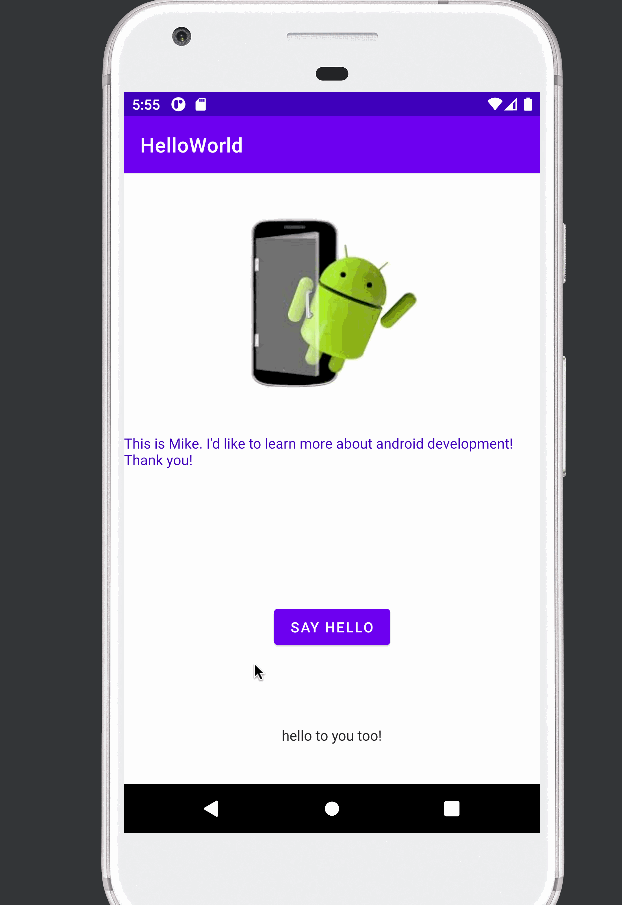 5:55
HelloWorld
This is Mike. I'd like to learn more about android development!
Thank you!
SAY HELLO
hello to you too!